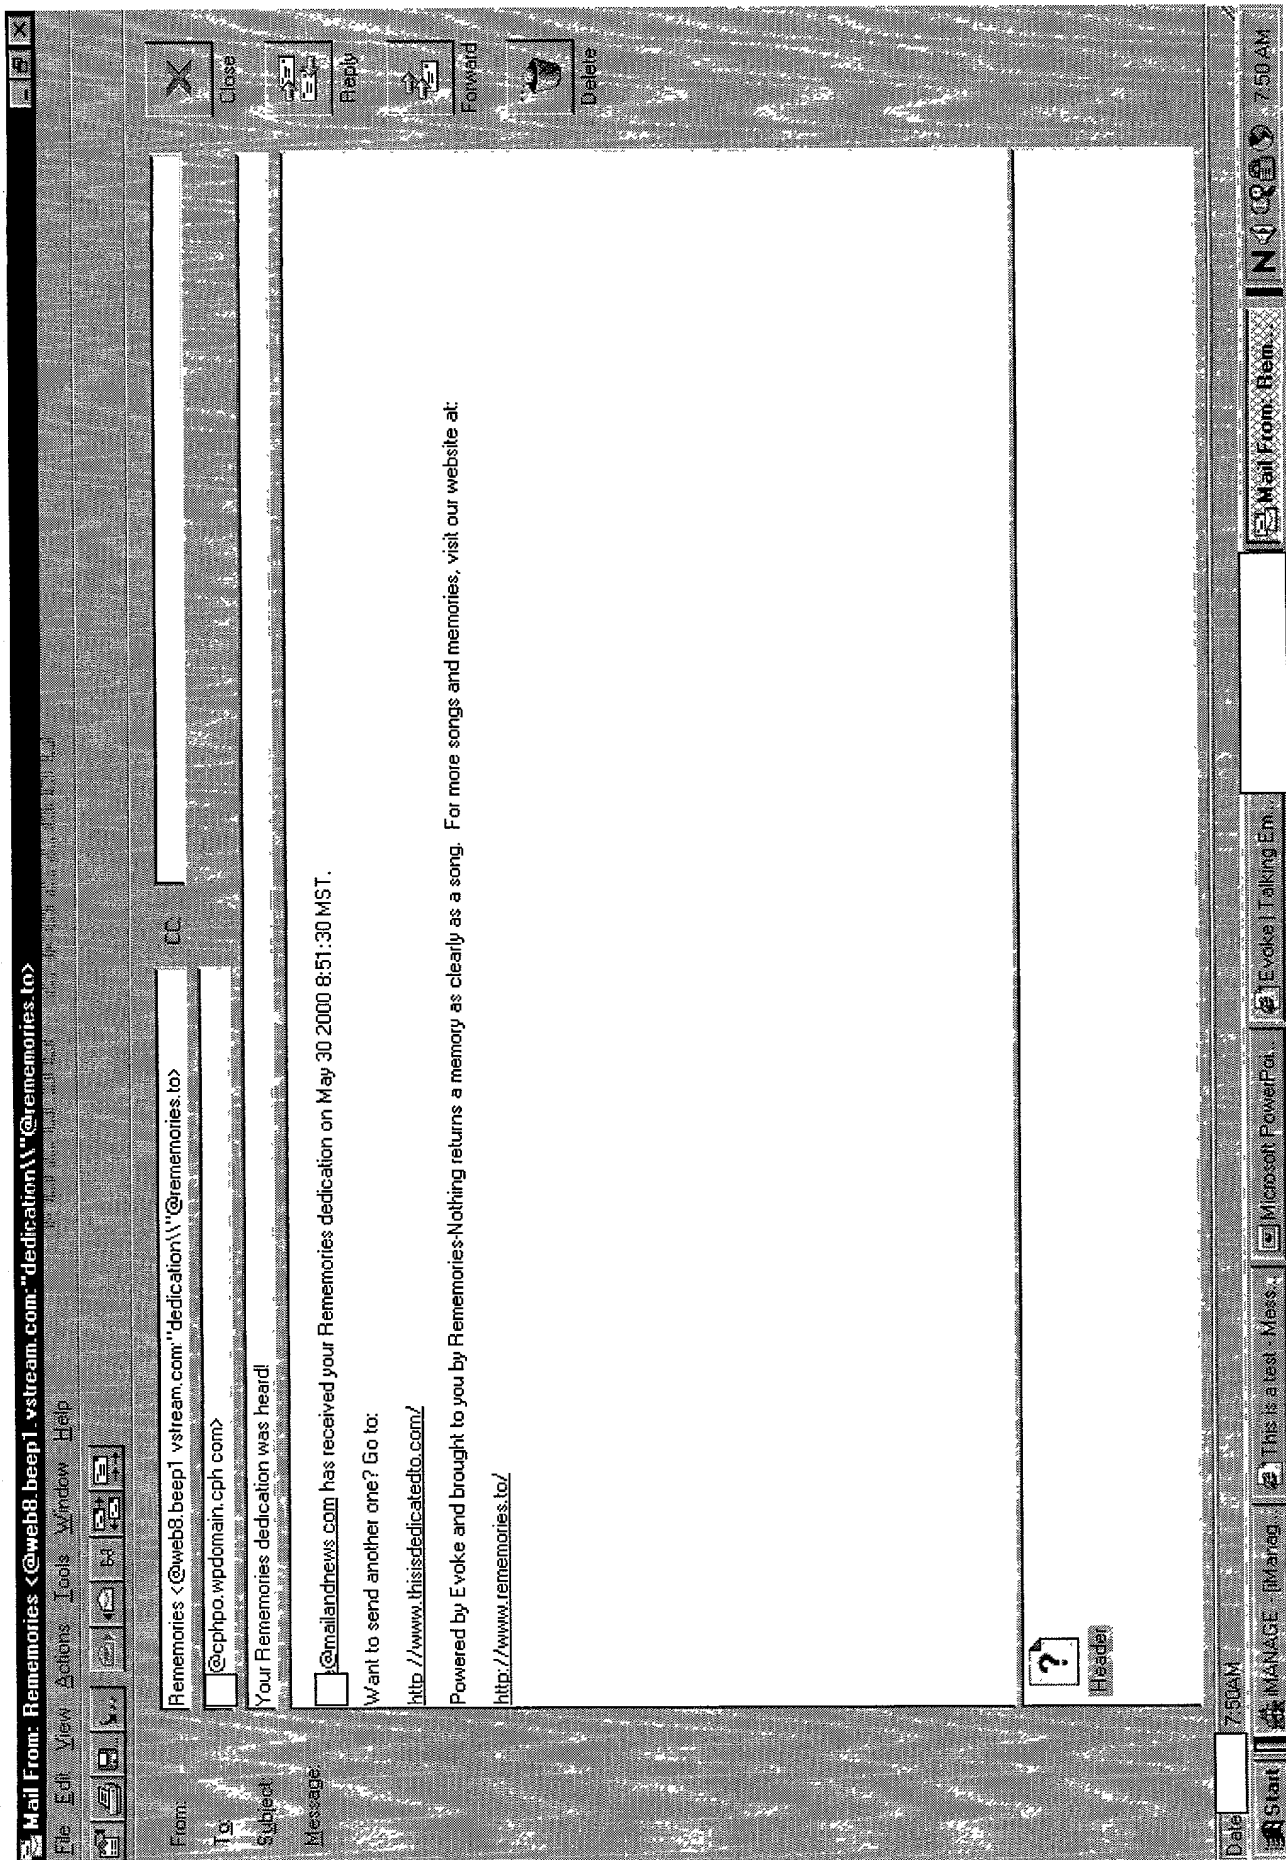 Mail From: Rememories <@web8.beep1.vstream.com:"dedication\\"@rememories.to>
File Edit View Actions Tools Window Help
From: Rememories <@web8.beep1 vstream.com:"dedication\\"@rememories.to> CC:
To: @cphpo.wpdomain.cph com>
Subject: Your Rememories dedication was heard!
Message:
@mailandnews com has received your Rememories dedication on May 30 2000 8:51:30 MST.
Want to send another one? Go to:
http //www.thisisdedicatedto.com/
Powered by Evoke and brought to you by Rememories-Nothing returns a memory as clearly as a song. For more songs and memories, visit our website at:
http://www.rememories.to/
Close
Reply
Forward
Delete
Header
Date 7:50AM
Start iMANAGE - [iManag... This is a test - Mess... Microsoft PowerPoi... Evoke | Talking Em... Mail From: Rem... N 7:50 AM